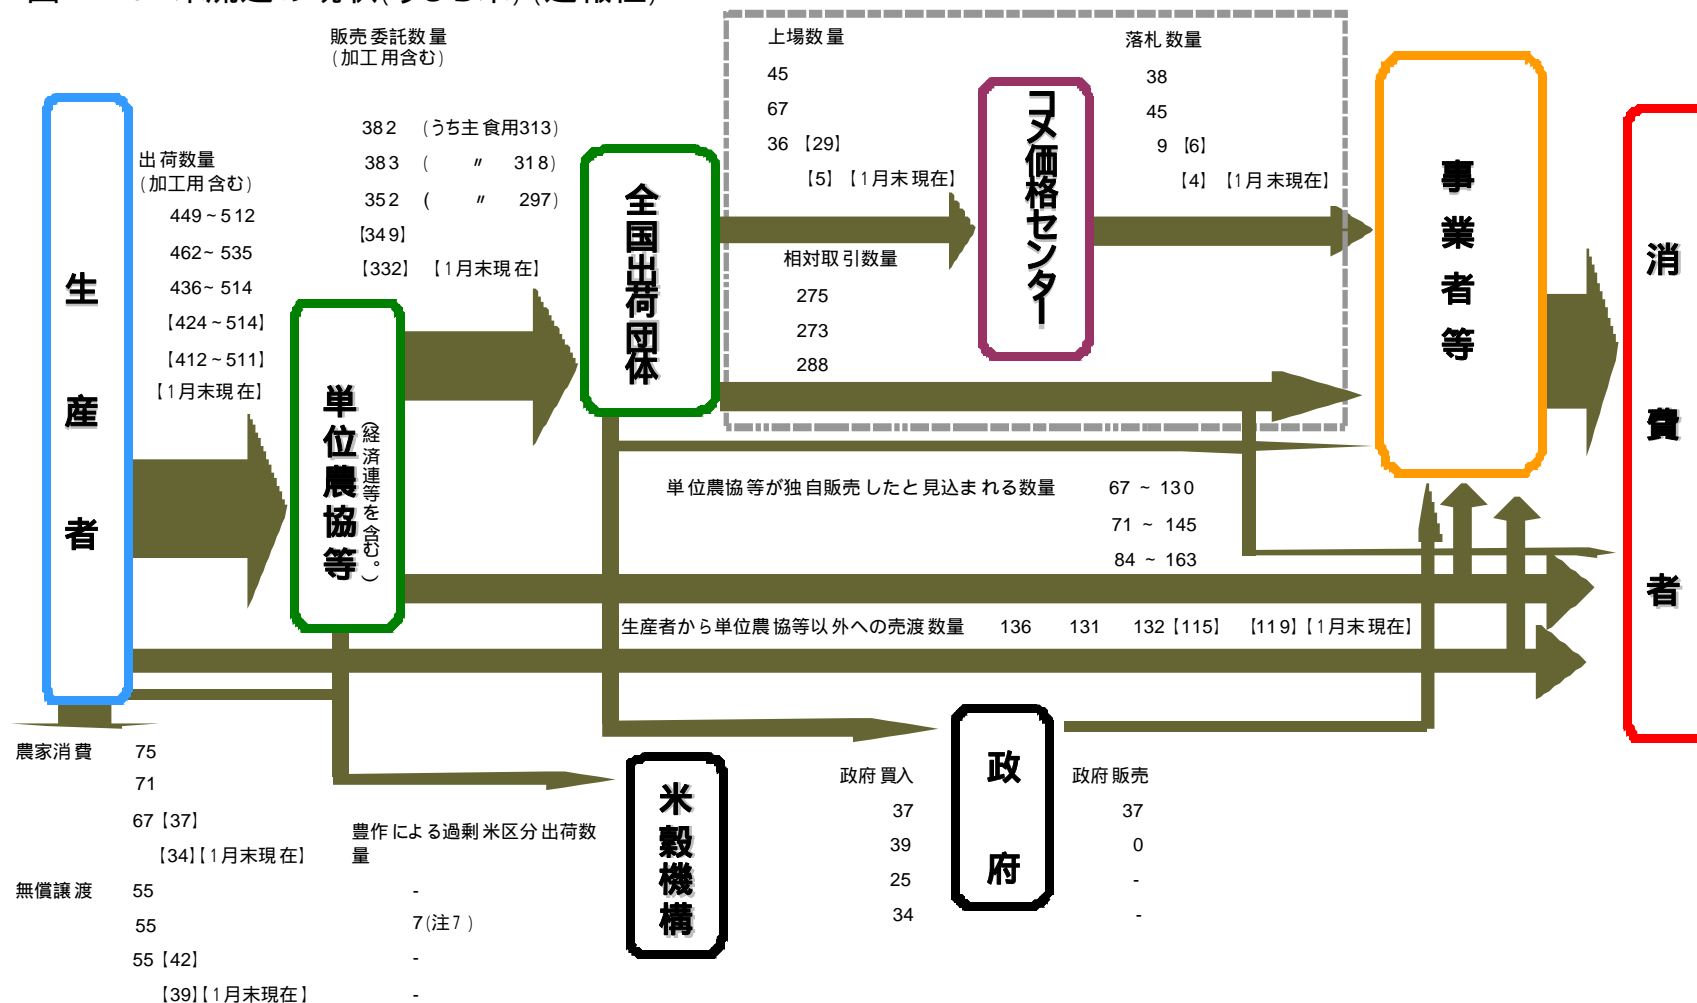 販売委託数量
(加工用含む)
382 (うち主食用313)
383 ( 〃 318)
352 ( 〃 297)
【349】
【332】 【1月末現在】
上場数量
45
67
36 【29】
【5】 【1月末現在】
落札数量
38
45
9 【6】
【4】 【1月末現在】
出荷数量
(加工用含む)
449~512
462~535
436~514
【424~514】
【412~511】
【1月末現在】
生産者
単位農協等
(経済連等を含む。)
全国出荷団体
コメ価格センター
事業者等
消費者
相対取引数量
275
273
288
単位農協等が独自販売したと見込まれる数量 67 ~ 130
71 ~ 145
84 ~ 163
生産者から単位農協等以外への売渡数量 136 131 132【115】 【119】【1月末現在】
農家消費 75
71
67【37】
【34】【1月末現在】
無償譲渡 55
55
55【42】
【39】【1月末現在】
豊作による過剰米区分出荷数
量
-
7(注7)
-
-
米穀機構
政府買入
37
39
25
34
政府
政府販売
37
0
-
-